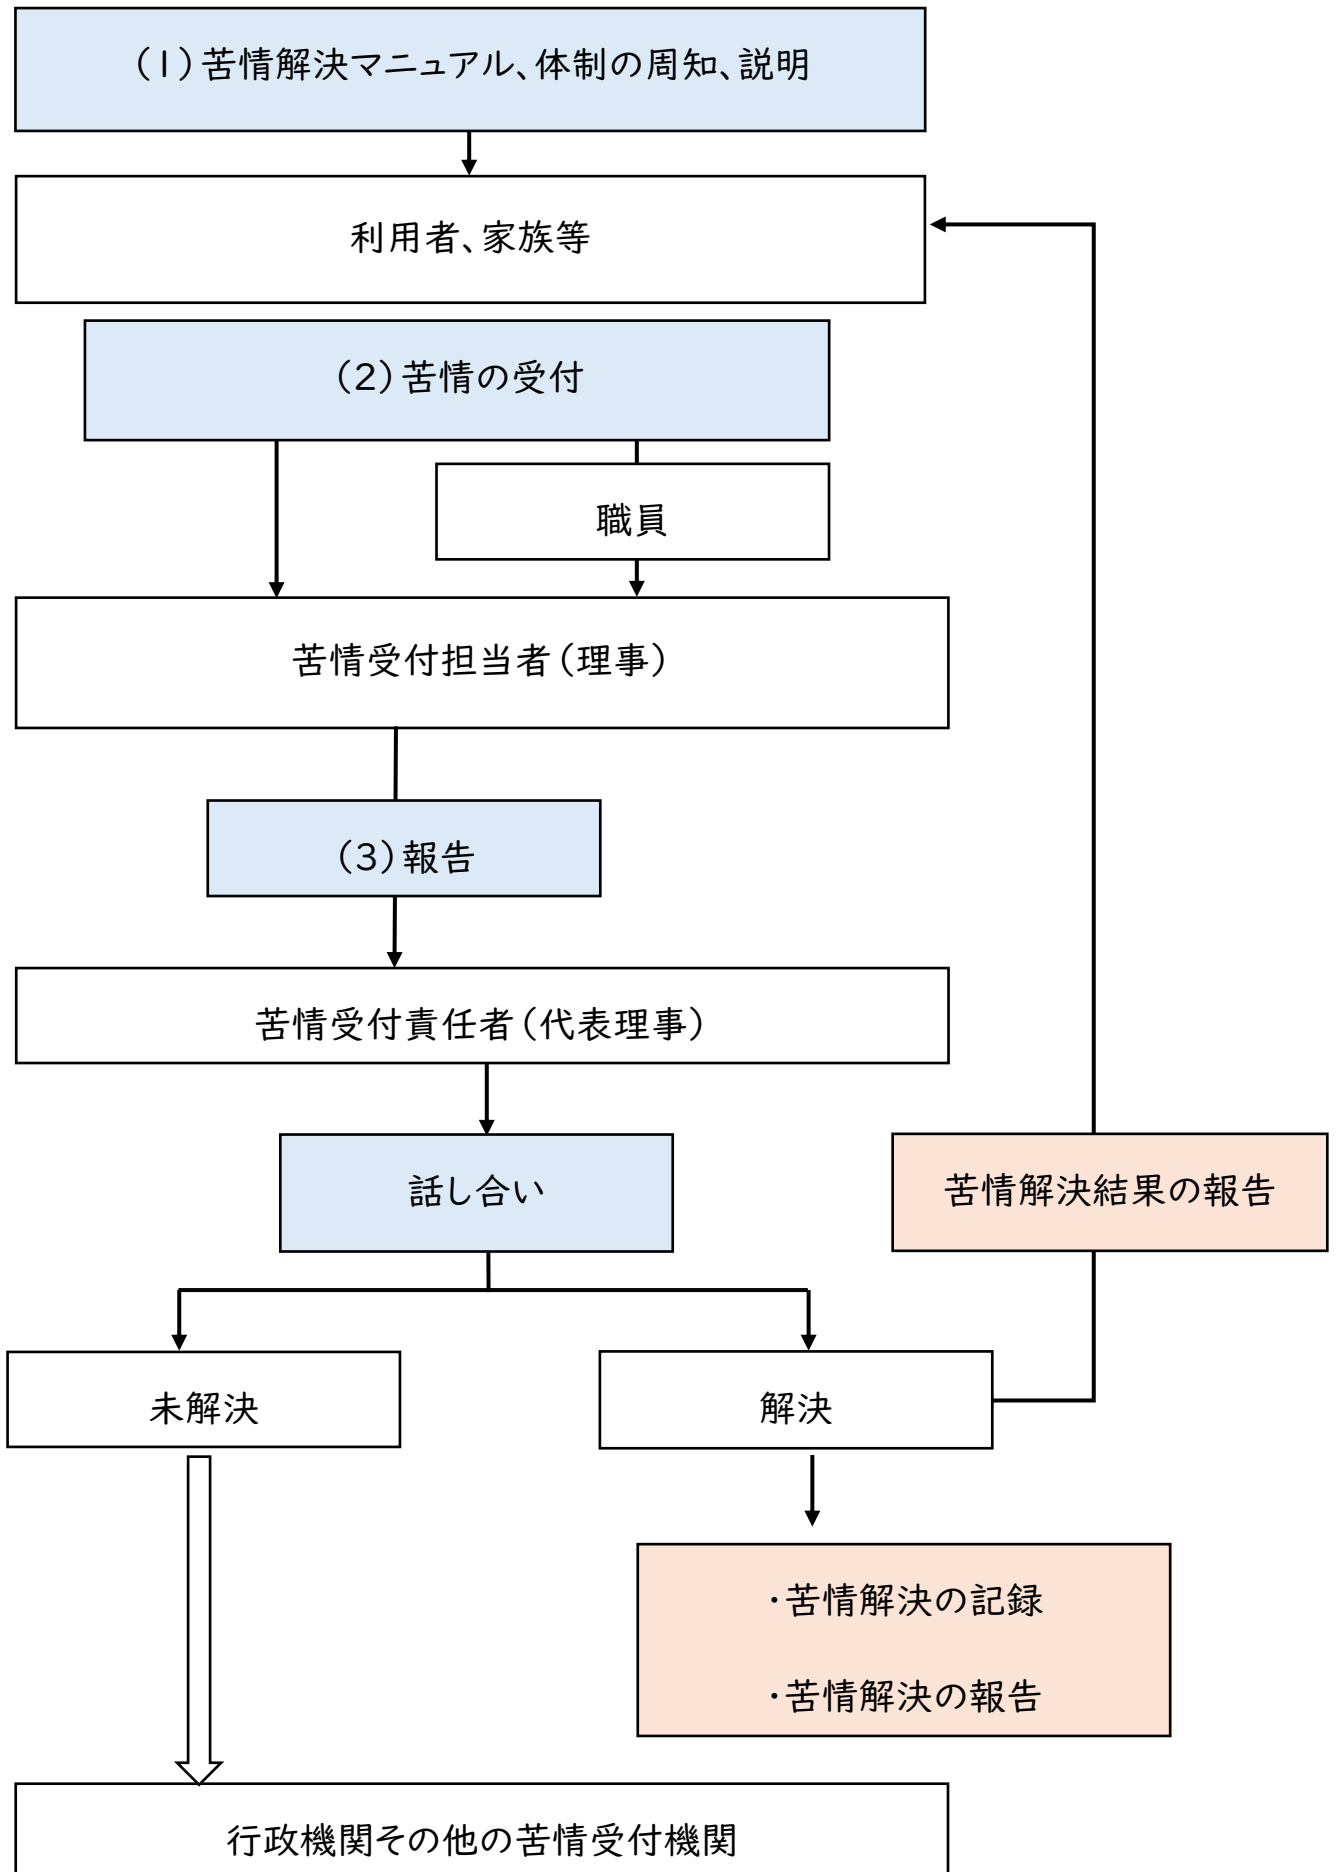 (1)苦情解決マニュアル、体制の周知、説明
利用者、家族等
(2)苦情の受付
職員
苦情受付担当者(理事)
(3)報告
苦情受付責任者(代表理事)
話し合い
苦情解決結果の報告
未解決
解決
・苦情解決の記録
・苦情解決の報告
行政機関その他の苦情受付機関